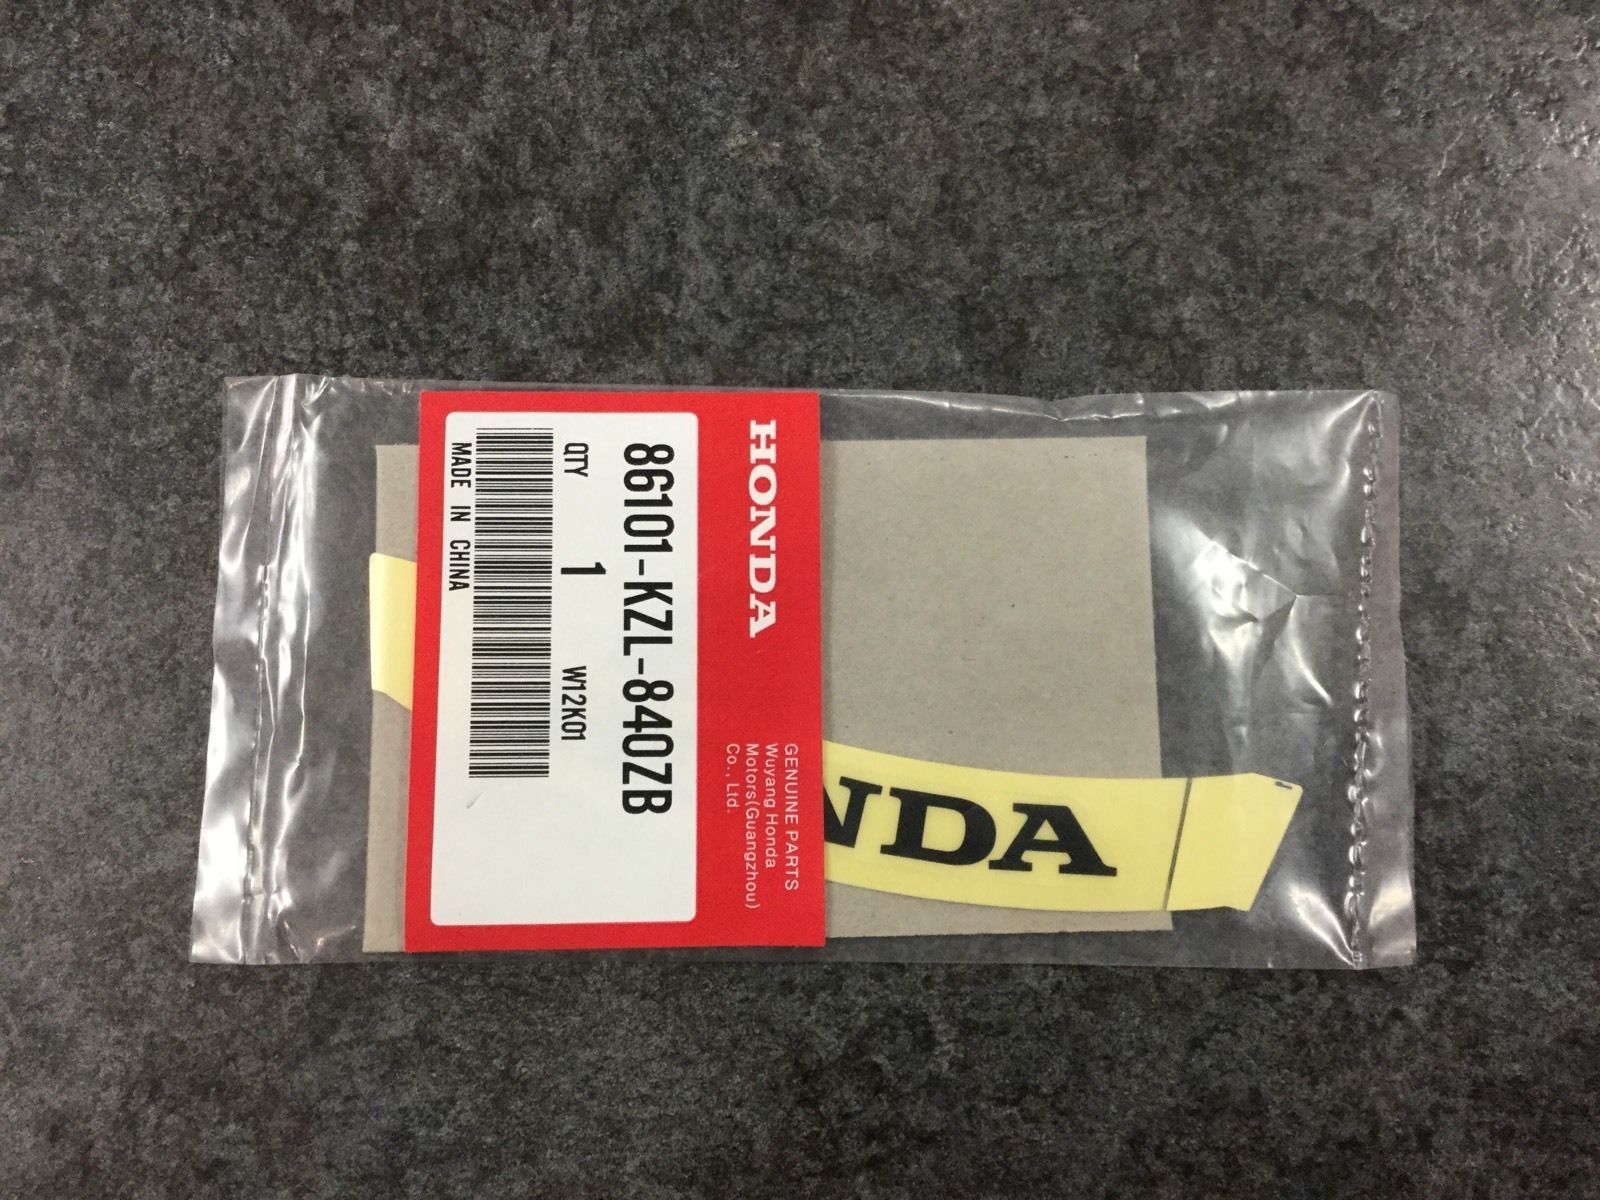 HONDA
GENUINE PARTS
Wuyang Honda
Motors(Guangzhou)
Co., Ltd.
86101-KZL-840ZB
QTY 1 W12K01
MADE IN CHINA
NDA